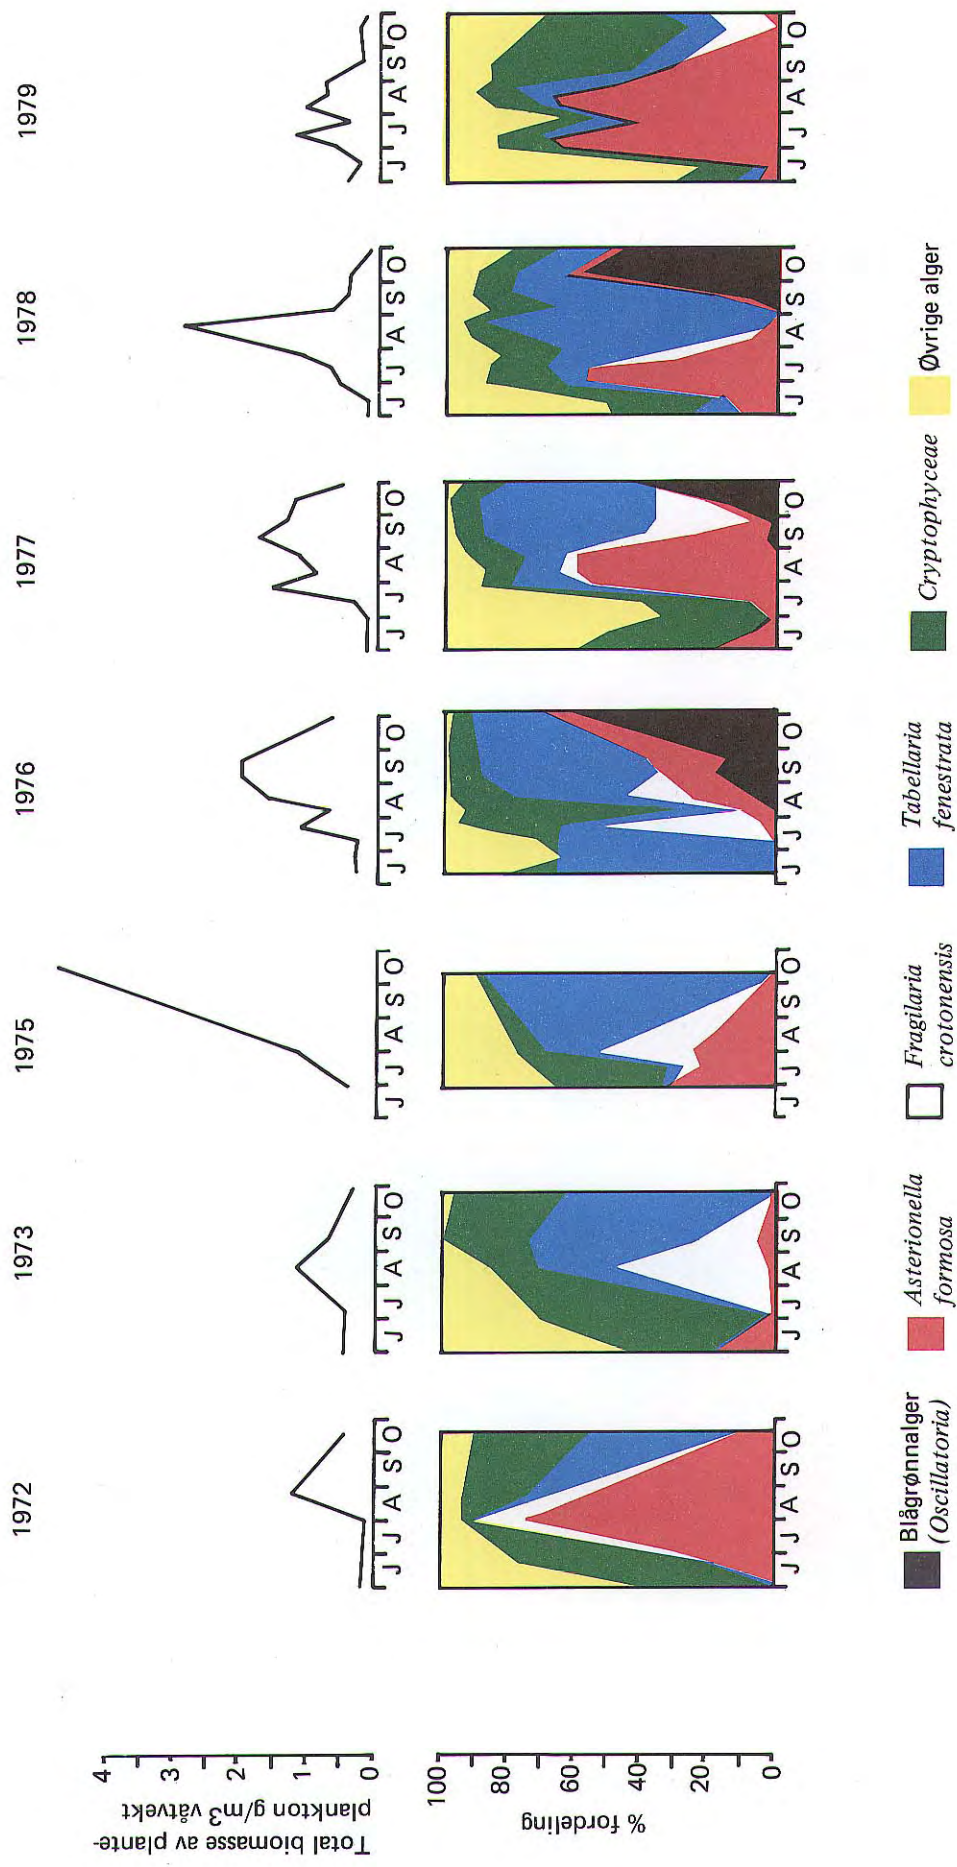 1972
1973
1975
1976
1977
1978
1979
Total biomasse av plante-
plankton g/m3 våtvekt
4
3
2
1
0
J J A S O
J J A S O
J J A S O
J J A S O
J J A S O
J J A S O
J J A S O
% fordeling
100
80
60
40
20
0
J J A S O
J J A S O
J J A S O
J J A S O
J J A S O
J J A S O
J J A S O
Blågrønnalger
(Oscillatoria)
Asterionella
formosa
Fragilaria
crotonensis
Tabellaria
fenestrata
Cryptophyceae
Øvrige alger